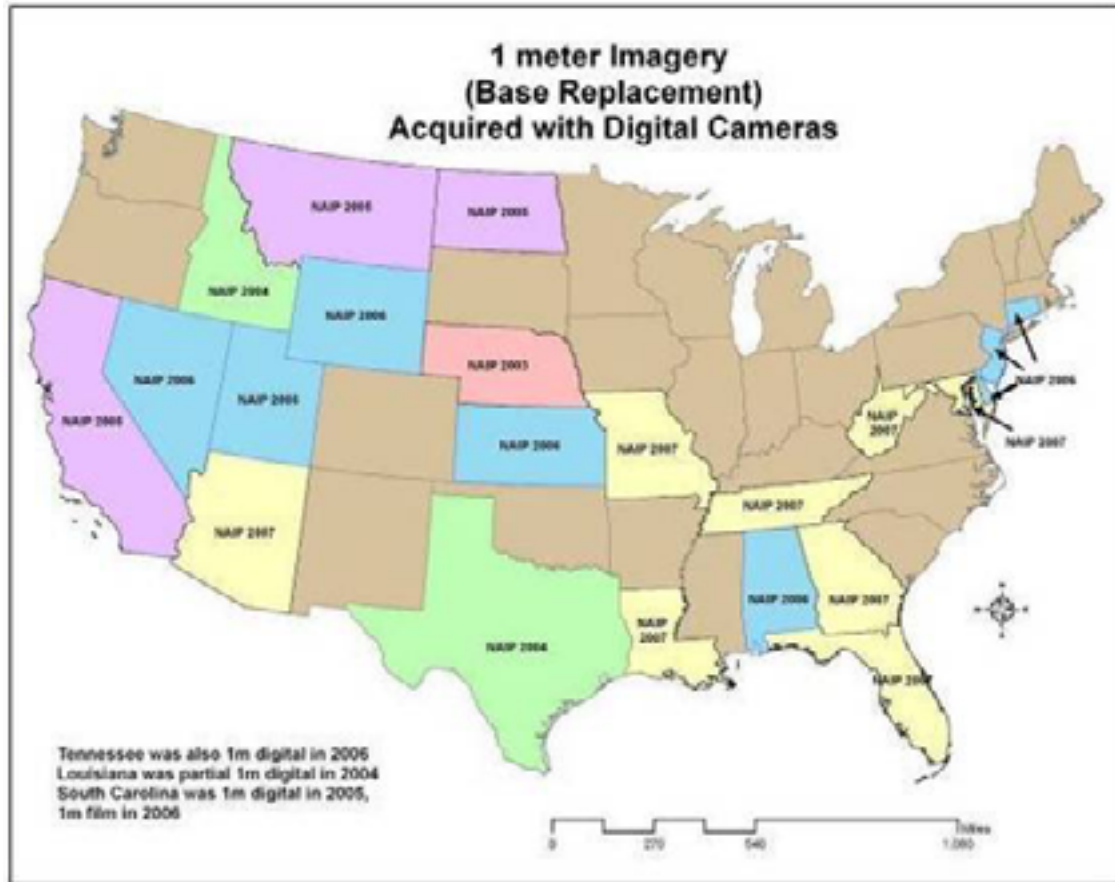 1 meter Imagery
(Base Replacement)
Acquired with Digital Cameras
NAIP 2005
NAIP 2005
NAIP 2004
NAIP 2006
NAIP 2003
NAIP 2006
NAIP 2005
NAIP 2006
NAIP 2006
NAIP
2007
NAIP 2005
NAIP 2006
NAIP 2007
NAIP 2007
NAIP 2007
NAIP 2007
NAIP 2006
NAIP 2007
NAIP
2007
NAIP 2004
NAIP
Tennessee was also 1m digital in 2006
Louisiana was partial 1m digital in 2004
South Carolina was 1m digital in 2005,
1m film in 2006
Miles
0
270
540
1,080